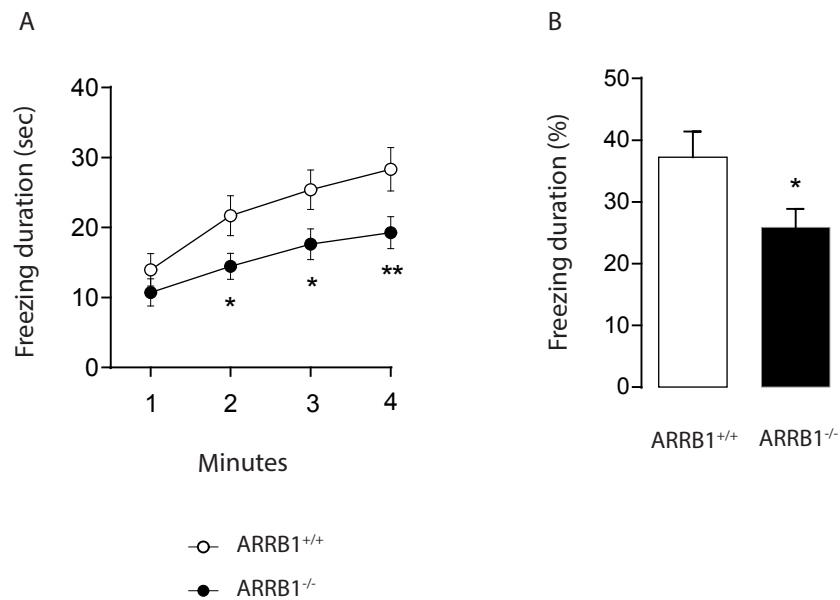 A
Freezing duration (sec)
40
30
20
10
0
*
*
**
1 2 3 4
Minutes
ARRB1+/+
ARRB1-/-
B
Freezing duration (%)
50
40
30
20
10
0
*
ARRB1+/+ ARRB1-/-